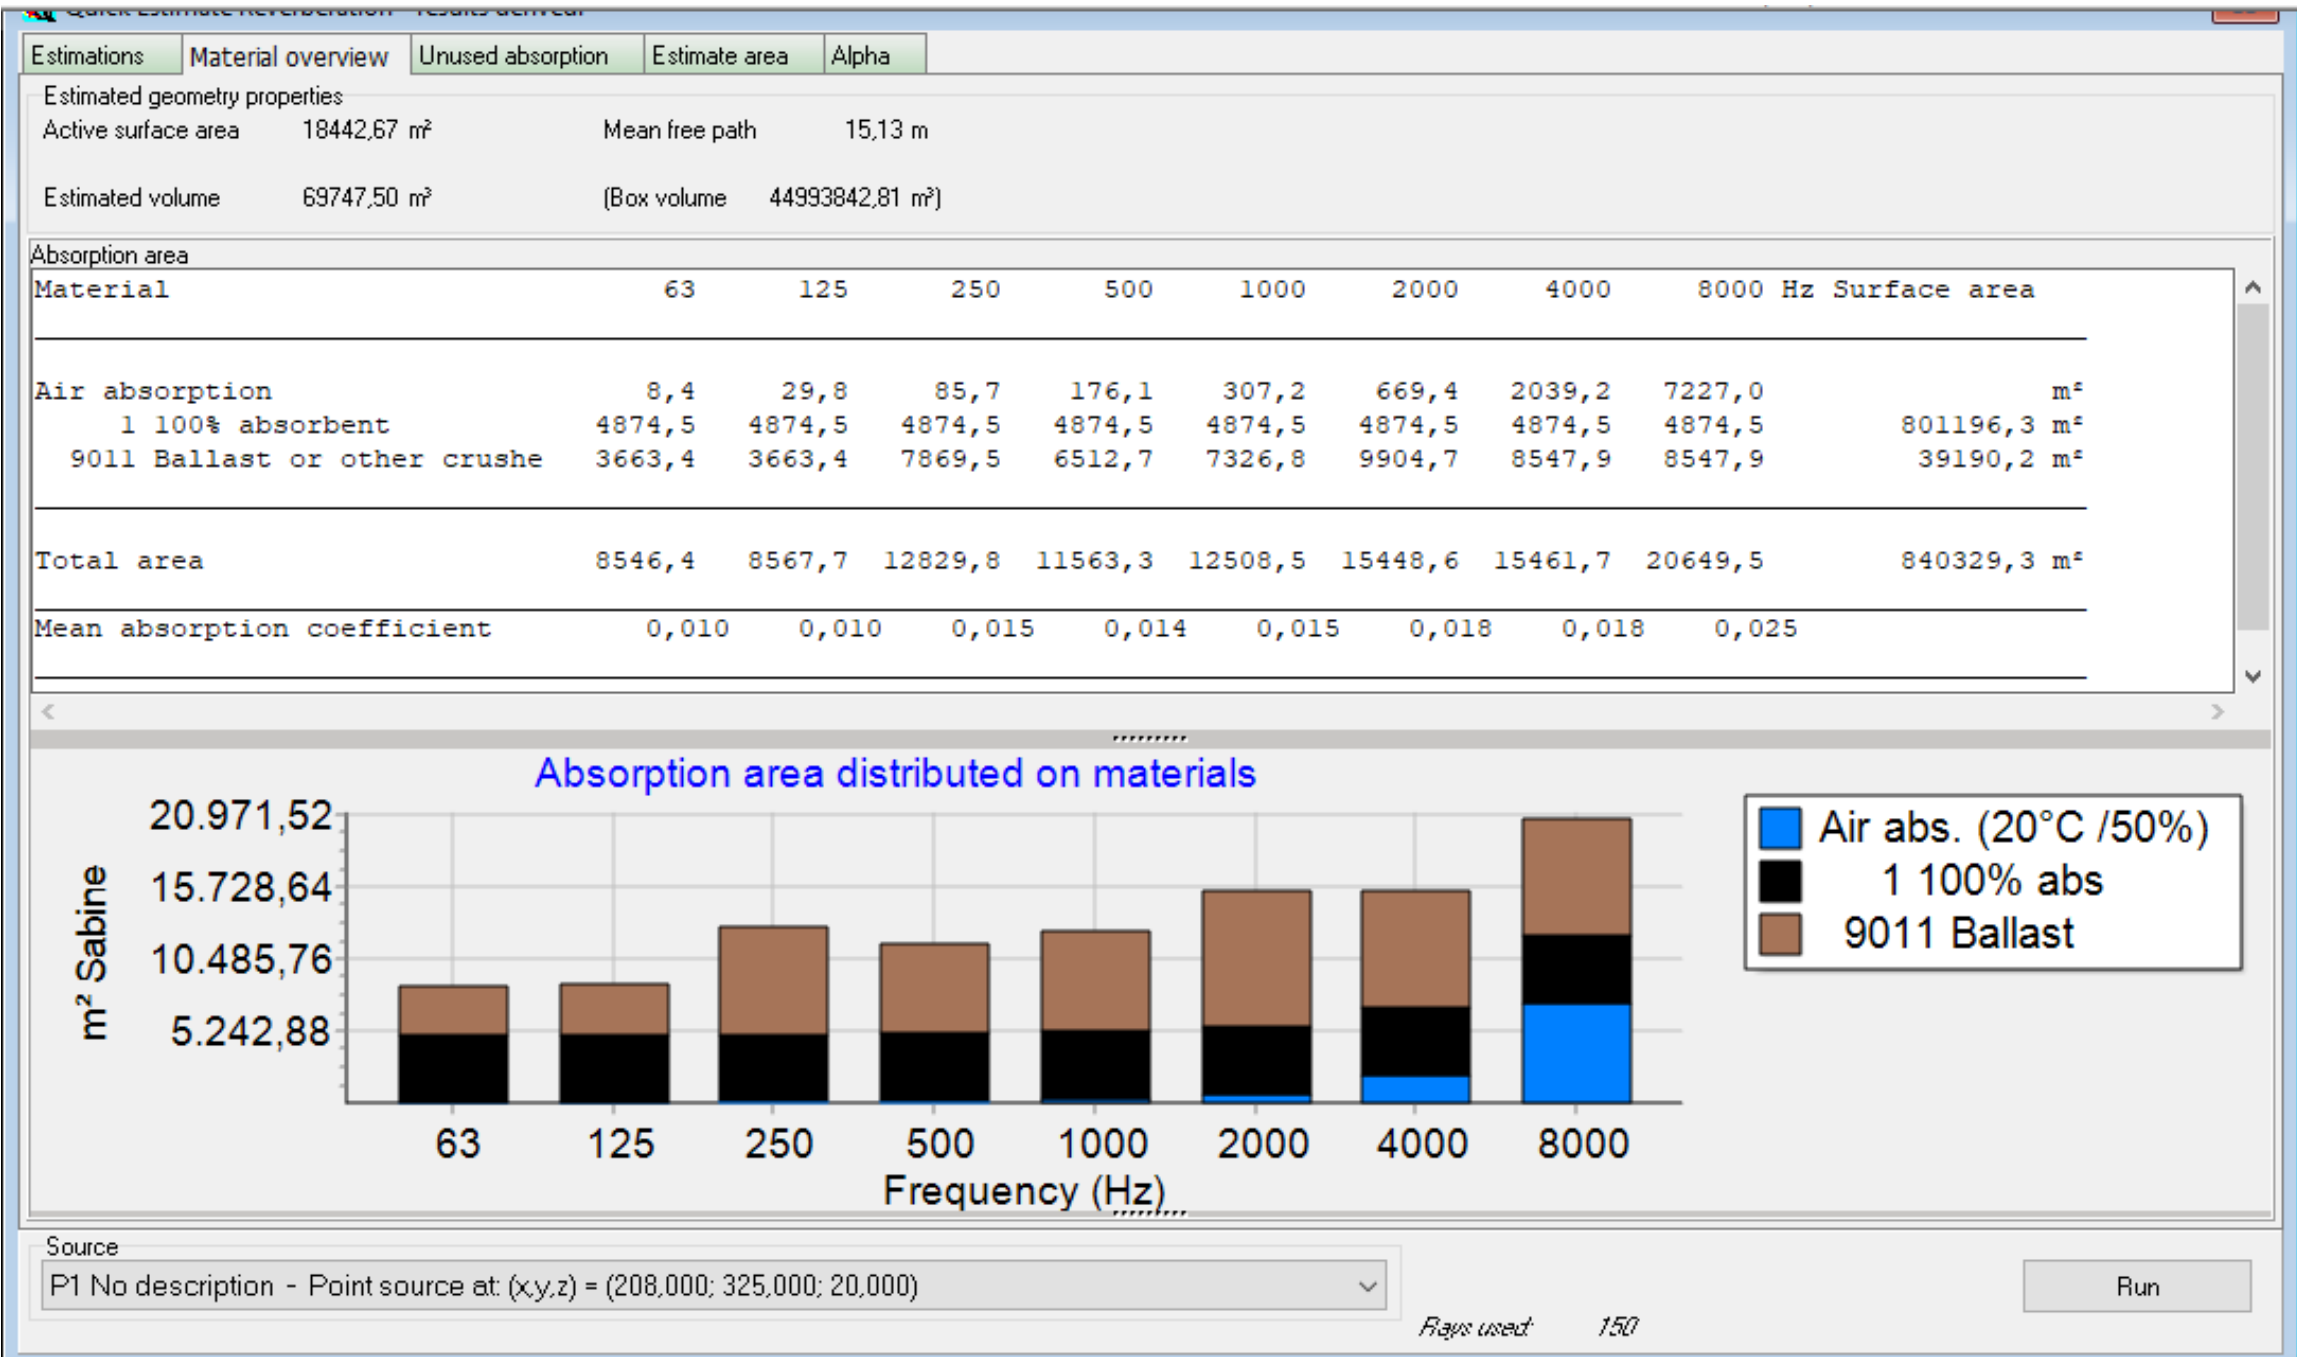 Quick Estimate Reverberation - results
Estimations Material overview Unused absorption Estimate area Alpha
Estimated geometry properties
Active surface area 18442,67 m² Mean free path 15,13 m
Estimated volume 69747,50 m³ (Box volume 44993842,81 m³)
Absorption area
Material 63 125 250 500 1000 2000 4000 8000 Hz Surface area
Air absorption 8,4 29,8 85,7 176,1 307,2 669,4 2039,2 7227,0 m²
1 100% absorbent 4874,5 4874,5 4874,5 4874,5 4874,5 4874,5 4874,5 4874,5 801196,3 m²
9011 Ballast or other crushe 3663,4 3663,4 7869,5 6512,7 7326,8 9904,7 8547,9 8547,9 39190,2 m²
Total area 8546,4 8567,7 12829,8 11563,3 12508,5 15448,6 15461,7 20649,5 840329,3 m²
Mean absorption coefficient 0,010 0,010 0,015 0,014 0,015 0,018 0,018 0,025
Absorption area distributed on materials
m² Sabine
20.971,52
15.728,64
10.485,76
5.242,88
63 125 250 500 1000 2000 4000 8000
Frequency (Hz)
Air abs. (20°C /50%)
1 100% abs
9011 Ballast
Source
P1 No description - Point source at: (x,y,z) = (208,000; 325,000; 20,000)
Run
Rays used: 150